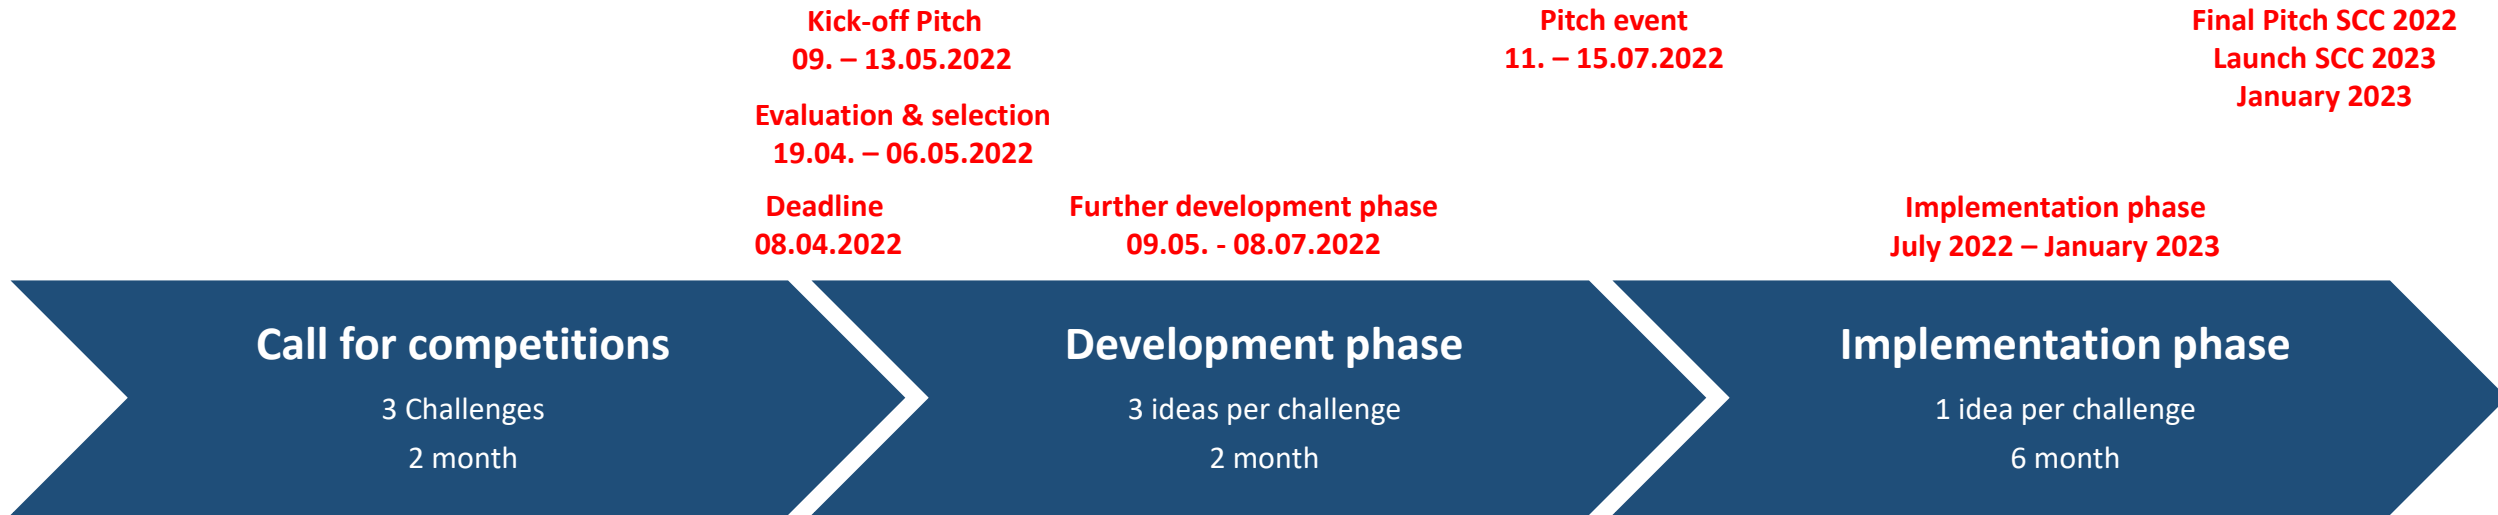 Kick-off Pitch
09. – 13.05.2022
Evaluation & selection
19.04. – 06.05.2022
Deadline
08.04.2022
Further development phase
09.05. - 08.07.2022
Pitch event
11. – 15.07.2022
Implementation phase
July 2022 – January 2023
Final Pitch SCC 2022
Launch SCC 2023
January 2023
Call for competitions
3 Challenges
2 month
Development phase
3 ideas per challenge
2 month
Implementation phase
1 idea per challenge
6 month